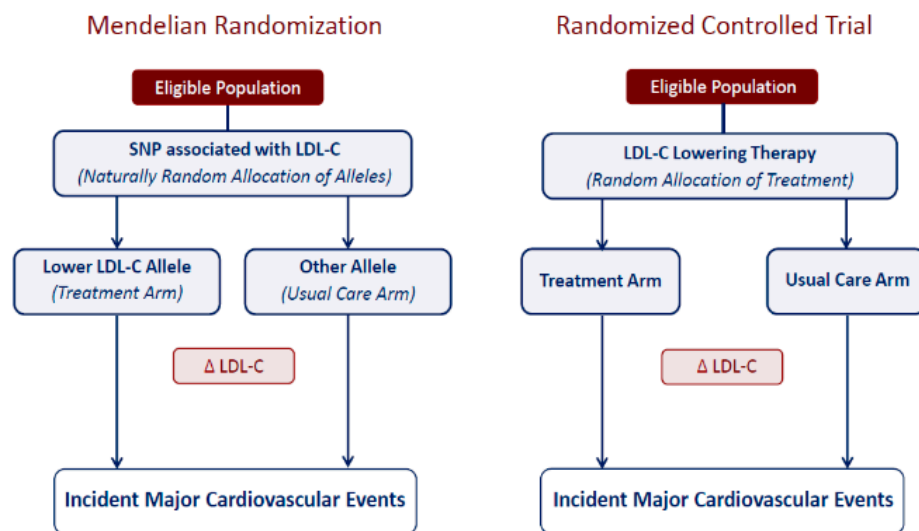 Mendelian Randomization
Eligible Population
SNP associated with LDL-C
(Naturally Random Allocation of Alleles)
Lower LDL-C Allele
(Treatment Arm)
Other Allele
(Usual Care Arm)
Δ LDL-C
Incident Major Cardiovascular Events
Randomized Controlled Trial
Eligible Population
LDL-C Lowering Therapy
(Random Allocation of Treatment)
Treatment Arm
Usual Care Arm
Δ LDL-C
Incident Major Cardiovascular Events